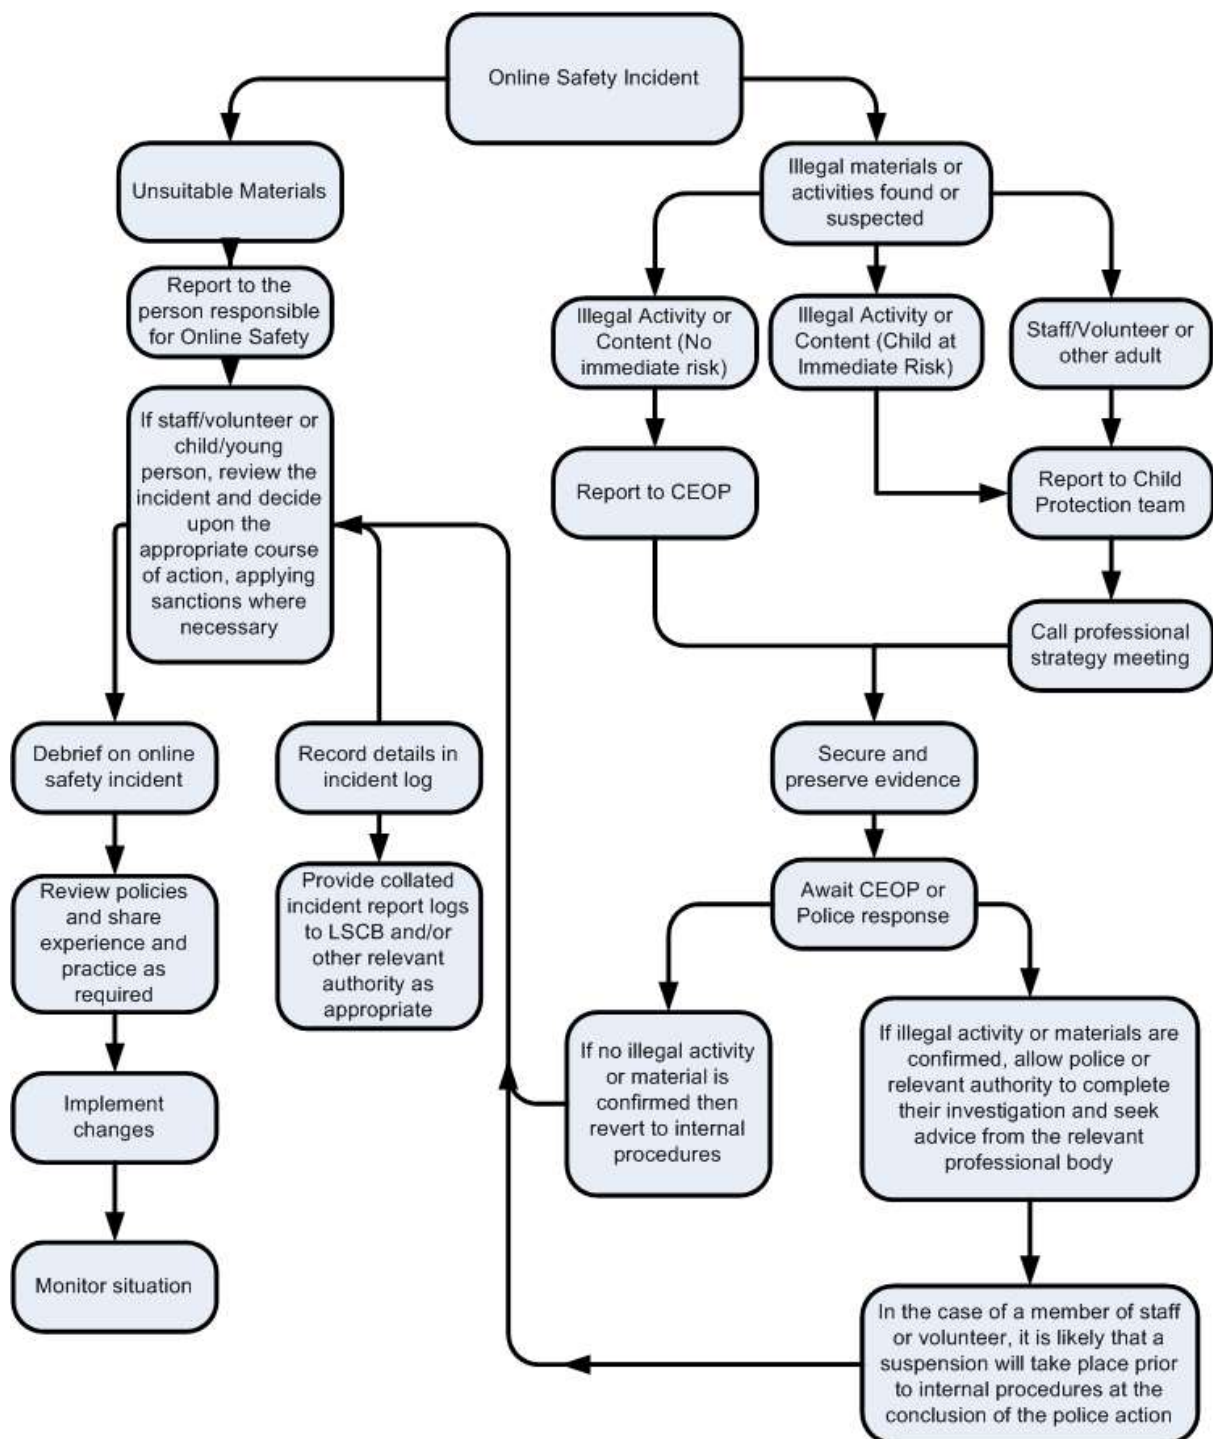 Online Safety Incident
Unsuitable Materials
Report to the
person responsible
for Online Safety
If staff/volunteer or
child/young
person, review the
incident and decide
upon the
appropriate course
of action, applying
sanctions where
necessary
Debrief on online
safety incident
Review policies
and share
experience and
practice as
required
Implement
changes
Monitor situation
Record details in
incident log
Provide collated
incident report logs
to LSCB and/or
other relevant
authority as
appropriate
Illegal materials or
activities found or
suspected
Illegal Activity or
Content (No
immediate risk)
Illegal Activity or
Content (Child at
Immediate Risk)
Staff/Volunteer or
other adult
Report to CEOP
Report to Child
Protection team
Call professional
strategy meeting
Secure and
preserve evidence
Await CEOP or
Police response
If no illegal activity
or material is
confirmed then
revert to internal
procedures
If illegal activity or materials are
confirmed, allow police or
relevant authority to complete
their investigation and seek
advice from the relevant
professional body
In the case of a member of staff
or volunteer, it is likely that a
suspension will take place prior
to internal procedures at the
conclusion of the police action